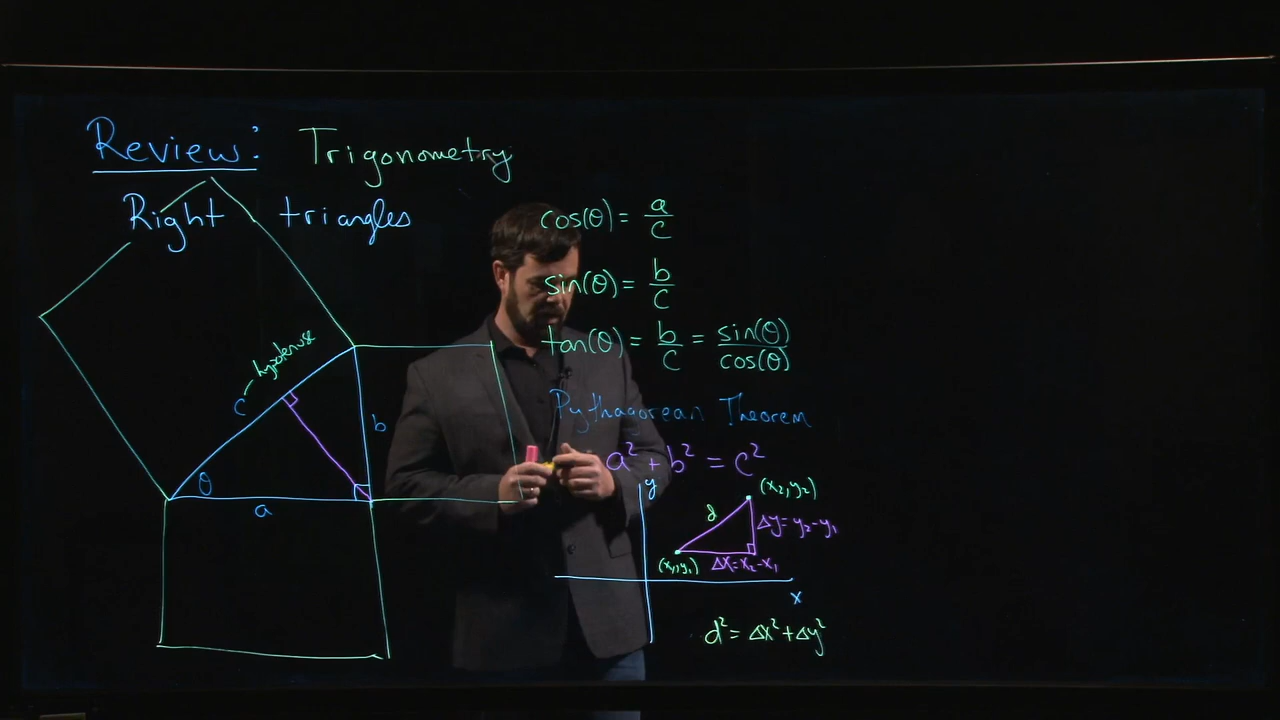 Review: Trigonometry
Right triangles
cos(θ) = a/c
sin(θ) = b/c
tan(θ) = b/c = sin(θ)/cos(θ)
c
hypotenuse
b
θ
a
Pythagorean Theorem
a² + b² = c²
y
(x₂, y₂)
d
Δy = y₂ - y₁
(x₁, y₁)
Δx = x₂ - x₁
x
d² = Δx² + Δy²